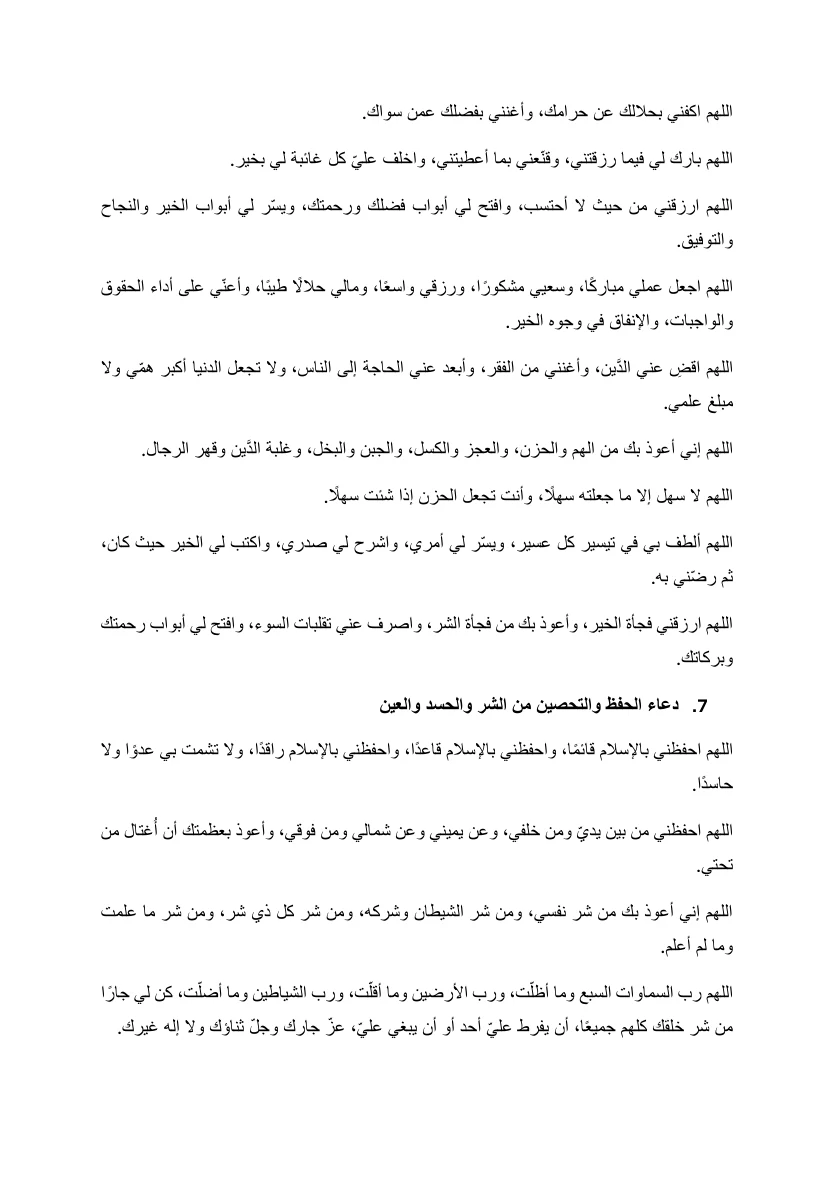 اللهم اكفني بحلالك عن حرامك، وأغنني بفضلك عمن سواك.
اللهم بارك لي فيما رزقتني، وقنّعني بما أعطيتني، واخلف عليّ كل غائبة لي بخير.
اللهم ارزقني من حيث لا أحتسب، وافتح لي أبواب فضلك ورحمتك، ويسّر لي أبواب الخير والنجاح
والتوفيق.
اللهم اجعل عملي مباركًا، وسعيي مشكورًا، ورزقي واسعًا، ومالي حلالًا طيبًا، وأعنّي على أداء الحقوق
والواجبات، والإنفاق في وجوه الخير.
اللهم اقضِ عني الدَّين، وأغنني من الفقر، وأبعد عني الحاجة إلى الناس، ولا تجعل الدنيا أكبر همّي ولا
مبلغ علمي.
اللهم إني أعوذ بك من الهم والحزن، والعجز والكسل، والجبن والبخل، وغلبة الدَّين وقهر الرجال.
اللهم لا سهل إلا ما جعلته سهلًا، وأنت تجعل الحزن إذا شئت سهلًا.
اللهم ألطف بي في تيسير كل عسير، ويسّر لي أمري، واشرح لي صدري، واكتب لي الخير حيث كان،
ثم رضّني به.
اللهم ارزقني فجأة الخير، وأعوذ بك من فجأة الشر، واصرف عني تقلبات السوء، وافتح لي أبواب رحمتك
وبركاتك.
7. دعاء الحفظ والتحصين من الشر والحسد والعين
اللهم احفظني بالإسلام قائمًا، واحفظني بالإسلام قاعدًا، واحفظني بالإسلام راقدًا، ولا تشمت بي عدوًا ولا
حاسدًا.
اللهم احفظني من بين يديّ ومن خلفي، وعن يميني وعن شمالي ومن فوقي، وأعوذ بعظمتك أن أُغتال من
تحتي.
اللهم إني أعوذ بك من شر نفسي، ومن شر الشيطان وشركه، ومن شر كل ذي شر، ومن شر ما علمت
وما لم أعلم.
اللهم رب السماوات السبع وما أظلّت، ورب الأرضين وما أقلّت، ورب الشياطين وما أضلّت، كن لي جارًا
من شر خلقك كلهم جميعًا، أن يفرط عليّ أحد أو أن يبغي عليّ، عزّ جارك وجلّ ثناؤك ولا إله غيرك.